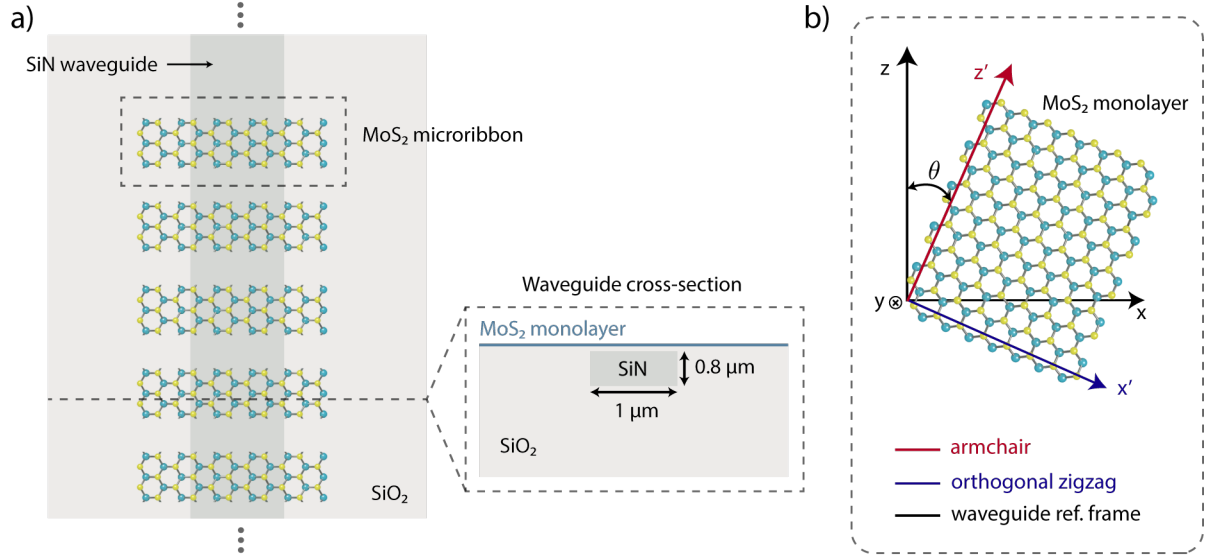 a)
SiN waveguide
MoS₂ microribbon
SiO₂
Waveguide cross-section
MoS₂ monolayer
SiN
0.8 μm
1 μm
SiO₂
b)
z
z'
MoS₂ monolayer
θ
y
x
x'
armchair
orthogonal zigzag
waveguide ref. frame